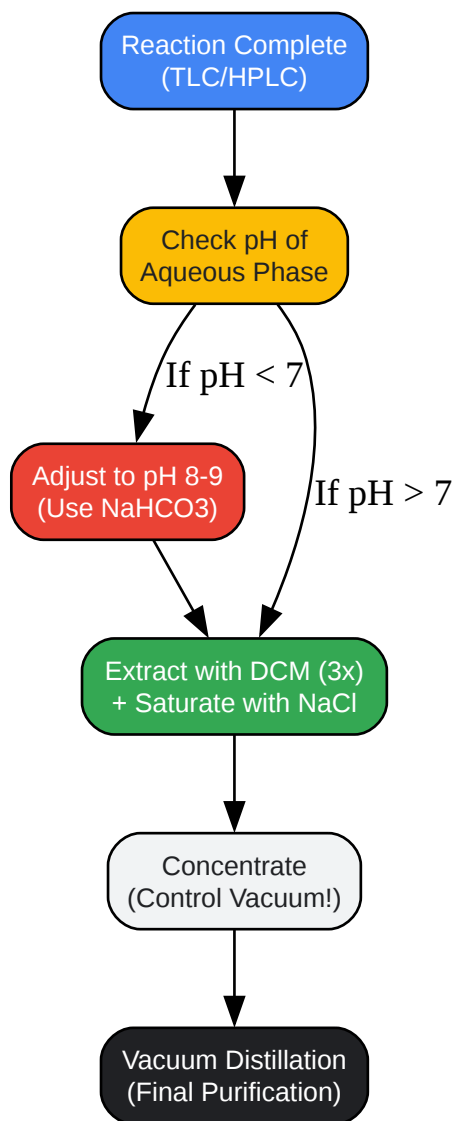 Reaction Complete
(TLC/HPLC)
Check pH of
Aqueous Phase
If pH < 7
Adjust to pH 8-9
(Use NaHCO3)
If pH > 7
Extract with DCM (3x)
+ Saturate with NaCl
Concentrate
(Control Vacuum!)
Vacuum Distillation
(Final Purification)